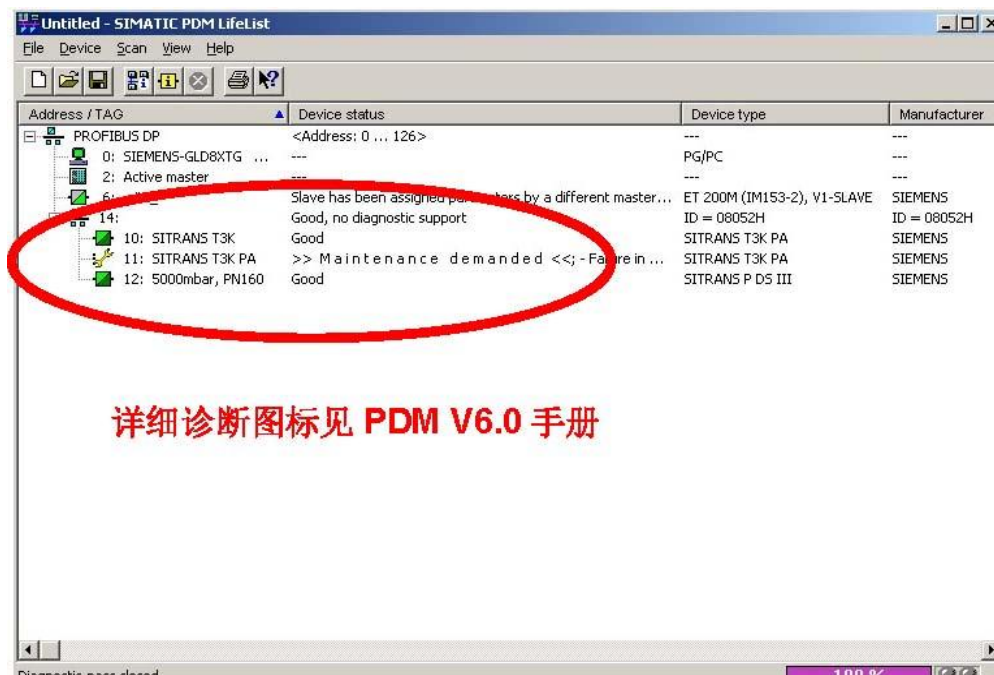 Untitled - SIMATIC PDM LifeList
File Device Scan View Help
Address / TAG Device status Device type Manufacturer
PROFIBUS DP <Address: 0 ... 126> --- ---
0: SIEMENS-GLD8XTG ... --- PG/PC ---
2: Active master --- --- ---
6: Slave has been assigned parameters by a different master... ET 200M (IM153-2), V1-SLAVE SIEMENS
14: Good, no diagnostic support ID = 08052H ID = 08052H
10: SITRANS T3K Good SITRANS T3K PA SIEMENS
11: SITRANS T3K PA >> Maintenance demanded <<; - Failure in ... SITRANS T3K PA SIEMENS
12: 5000mbar, PN160 Good SITRANS P DS III SIEMENS
详细诊断图标见 PDM V6.0 手册
100 %